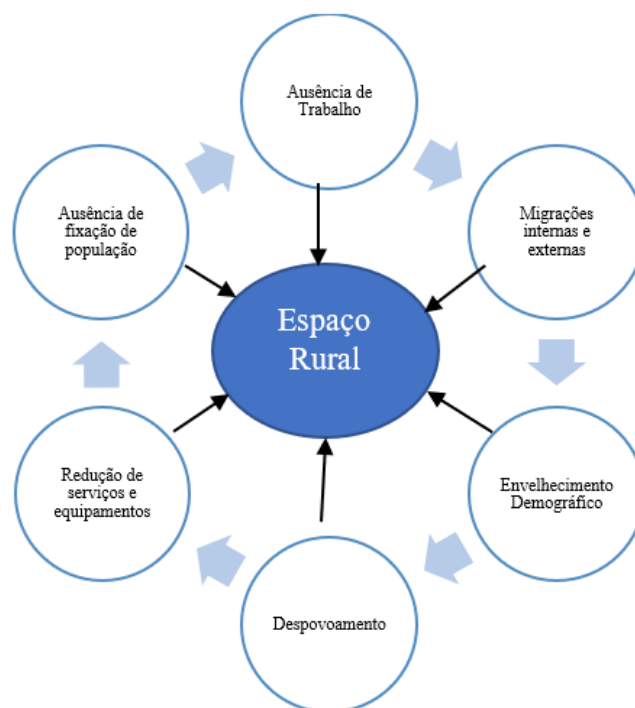 Ausência de
Trabalho
Migrações
internas e
externas
Envelhecimento
Demográfico
Despovoamento
Redução de
serviços e
equipamentos
Ausência de
fixação de
população
Espaço
Rural